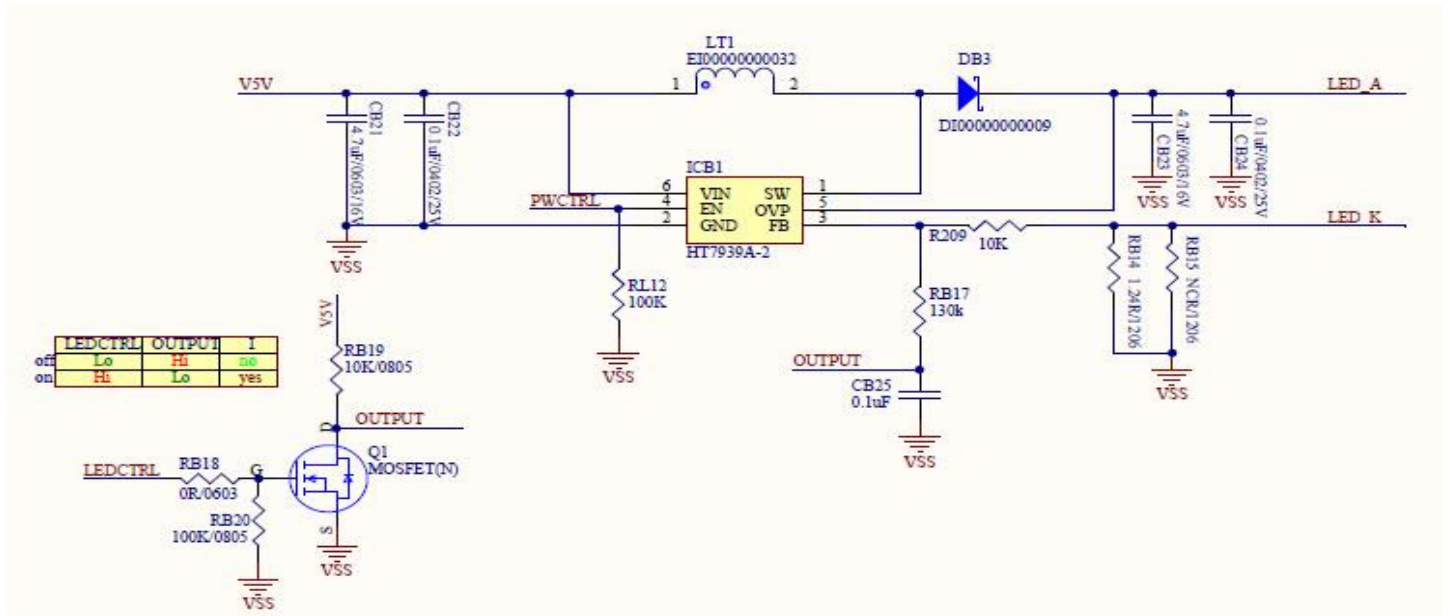 LT1
EI00000000032
DB3
V5V
1
2
LED_A
CB21
4.7uF/0603/16V
CB22
0.1uF/0402/25V
DI00000000009
4.7uF/0603/16V
CB23
0.1uF/0402/25V
CB24
ICB1
6 VIN SW 1
PWCTRL 4 EN OVP 5
2 GND FB 3
HT7939A-2
VSS
VSS
LED_K
R209
10K
VSS
RL12
100K
RB17
130k
RB14 1.24R/1206
RB15 NCR/1206
V5V
LEDCTRL OUTPUT I
off Lo Hi no
on Hi Lo yes
RB19
10K/0805
VSS
OUTPUT
CB25
0.1uF
VSS
D
OUTPUT
Q1
MOSFET(N)
VSS
LEDCTRL
RB18
0R/0603
G
RB20
100K/0805
S
VSS
VSS